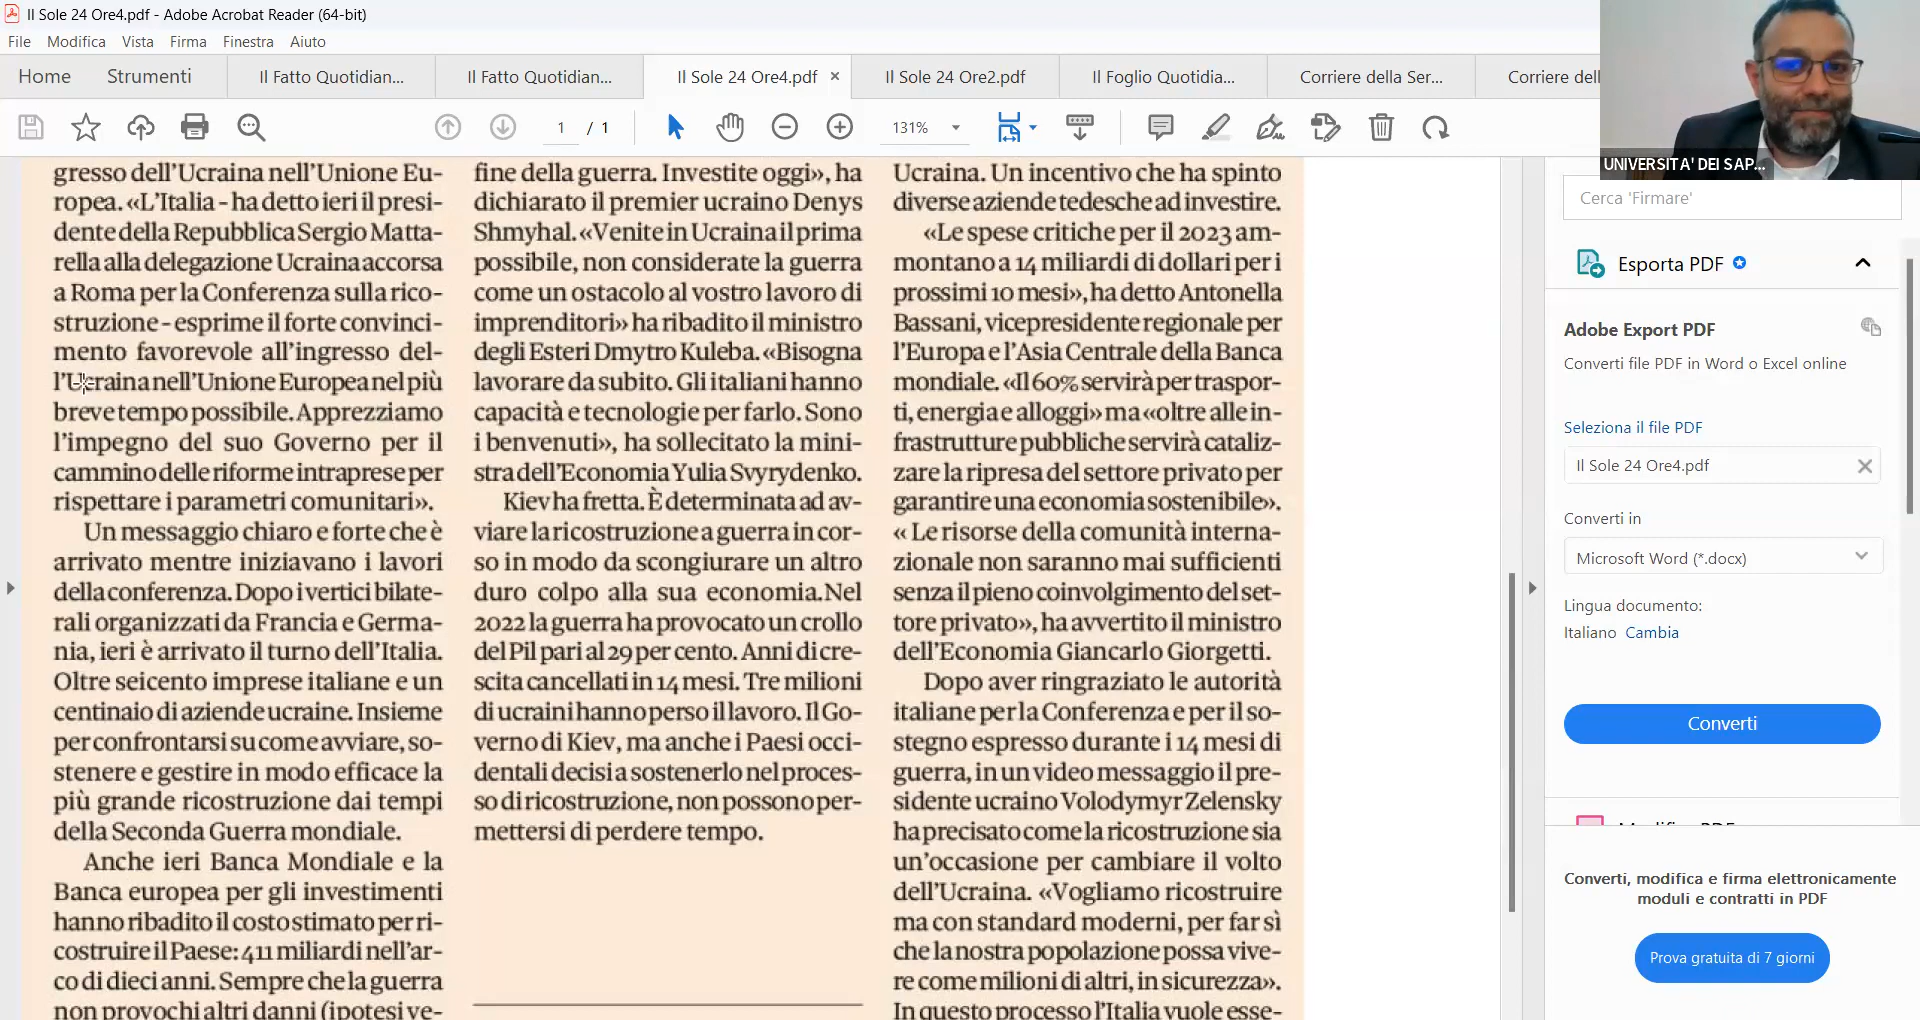 Il Sole 24 Ore4.pdf - Adobe Acrobat Reader (64-bit)
File Modifica Vista Firma Finestra Aiuto
Home Strumenti Il Fatto Quotidian... Il Fatto Quotidian... Il Sole 24 Ore4.pdf × Il Sole 24 Ore2.pdf Il Foglio Quotidia... Corriere della Ser... Corriere dell
1 / 1 131%
UNIVERSITA' DEI SAP...
gresso dell'Ucraina nell'Unione Eu-
ropea. «L'Italia - ha detto ieri il presi-
dente della Repubblica Sergio Matta-
rella alla delegazione Ucraina accorsa
a Roma per la Conferenza sulla rico-
struzione - esprime il forte convinci-
mento favorevole all'ingresso del-
l'Ucraina nell'Unione Europea nel più
breve tempo possibile. Apprezziamo
l'impegno del suo Governo per il
cammino delle riforme intraprese per
rispettare i parametri comunitari».
Un messaggio chiaro e forte che è
arrivato mentre iniziavano i lavori
della conferenza. Dopo i vertici bilate-
rali organizzati da Francia e Germa-
nia, ieri è arrivato il turno dell'Italia.
Oltre seicento imprese italiane e un
centinaio di aziende ucraine. Insieme
per confrontarsi su come avviare, so-
stenere e gestire in modo efficace la
più grande ricostruzione dai tempi
della Seconda Guerra mondiale.
Anche ieri Banca Mondiale e la
Banca europea per gli investimenti
hanno ribadito il costo stimato per ri-
costruire il Paese: 411 miliardi nell'ar-
co di dieci anni. Sempre che la guerra
non provochi altri danni (ipotesi ve-
fine della guerra. Investite oggi», ha
dichiarato il premier ucraino Denys
Shmyhal. «Venite in Ucraina il prima
possibile, non considerate la guerra
come un ostacolo al vostro lavoro di
imprenditori» ha ribadito il ministro
degli Esteri Dmytro Kuleba. «Bisogna
lavorare da subito. Gli italiani hanno
capacità e tecnologie per farlo. Sono
i benvenuti», ha sollecitato la mini-
stra dell'Economia Yulia Svyrydenko.
Kiev ha fretta. È determinata ad av-
viare la ricostruzione a guerra in cor-
so in modo da scongiurare un altro
duro colpo alla sua economia.Nel
2022 la guerra ha provocato un crollo
del Pil pari al 29 per cento. Anni di cre-
scita cancellati in 14 mesi. Tre milioni
di ucraini hanno perso il lavoro. Il Go-
verno di Kiev, ma anche i Paesi occi-
dentali decisi a sostenerlo nel proces-
so di ricostruzione, non possono per-
mettersi di perdere tempo.
Ucraina. Un incentivo che ha spinto
diverse aziende tedesche ad investire.
«Le spese critiche per il 2023 am-
montano a 14 miliardi di dollari per i
prossimi 10 mesi», ha detto Antonella
Bassani, vicepresidente regionale per
l'Europa e l'Asia Centrale della Banca
mondiale. «Il 60% servirà per traspor-
ti, energia e alloggi» ma «oltre alle in-
frastrutture pubbliche servirà cataliz-
zare la ripresa del settore privato per
garantire una economia sostenibile».
« Le risorse della comunità interna-
zionale non saranno mai sufficienti
senza il pieno coinvolgimento del set-
tore privato», ha avvertito il ministro
dell'Economia Giancarlo Giorgetti.
Dopo aver ringraziato le autorità
italiane per la Conferenza e per il so-
stegno espresso durante i 14 mesi di
guerra, in un video messaggio il pre-
sidente ucraino Volodymyr Zelensky
ha precisato come la ricostruzione sia
un'occasione per cambiare il volto
dell'Ucraina. «Vogliamo ricostruire
ma con standard moderni, per far sì
che la nostra popolazione possa vive-
re come milioni di altri, in sicurezza».
In questo processo l'Italia vuole esse-
Cerca 'Firmare'
Esporta PDF
Adobe Export PDF
Converti file PDF in Word o Excel online
Seleziona il file PDF
Il Sole 24 Ore4.pdf
Converti in
Microsoft Word (*.docx)
Lingua documento:
Italiano Cambia
Converti
Converti, modifica e firma elettronicamente
moduli e contratti in PDF
Prova gratuita di 7 giorni